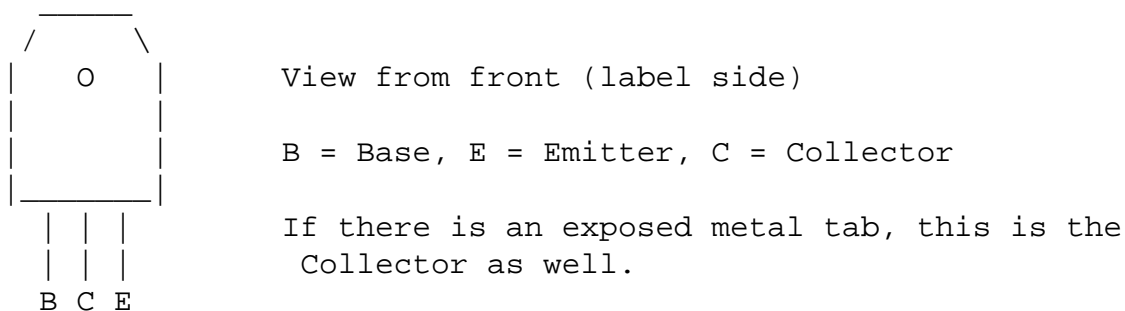 O
View from front (label side)
B = Base, E = Emitter, C = Collector
If there is an exposed metal tab, this is the
Collector as well.
B C E